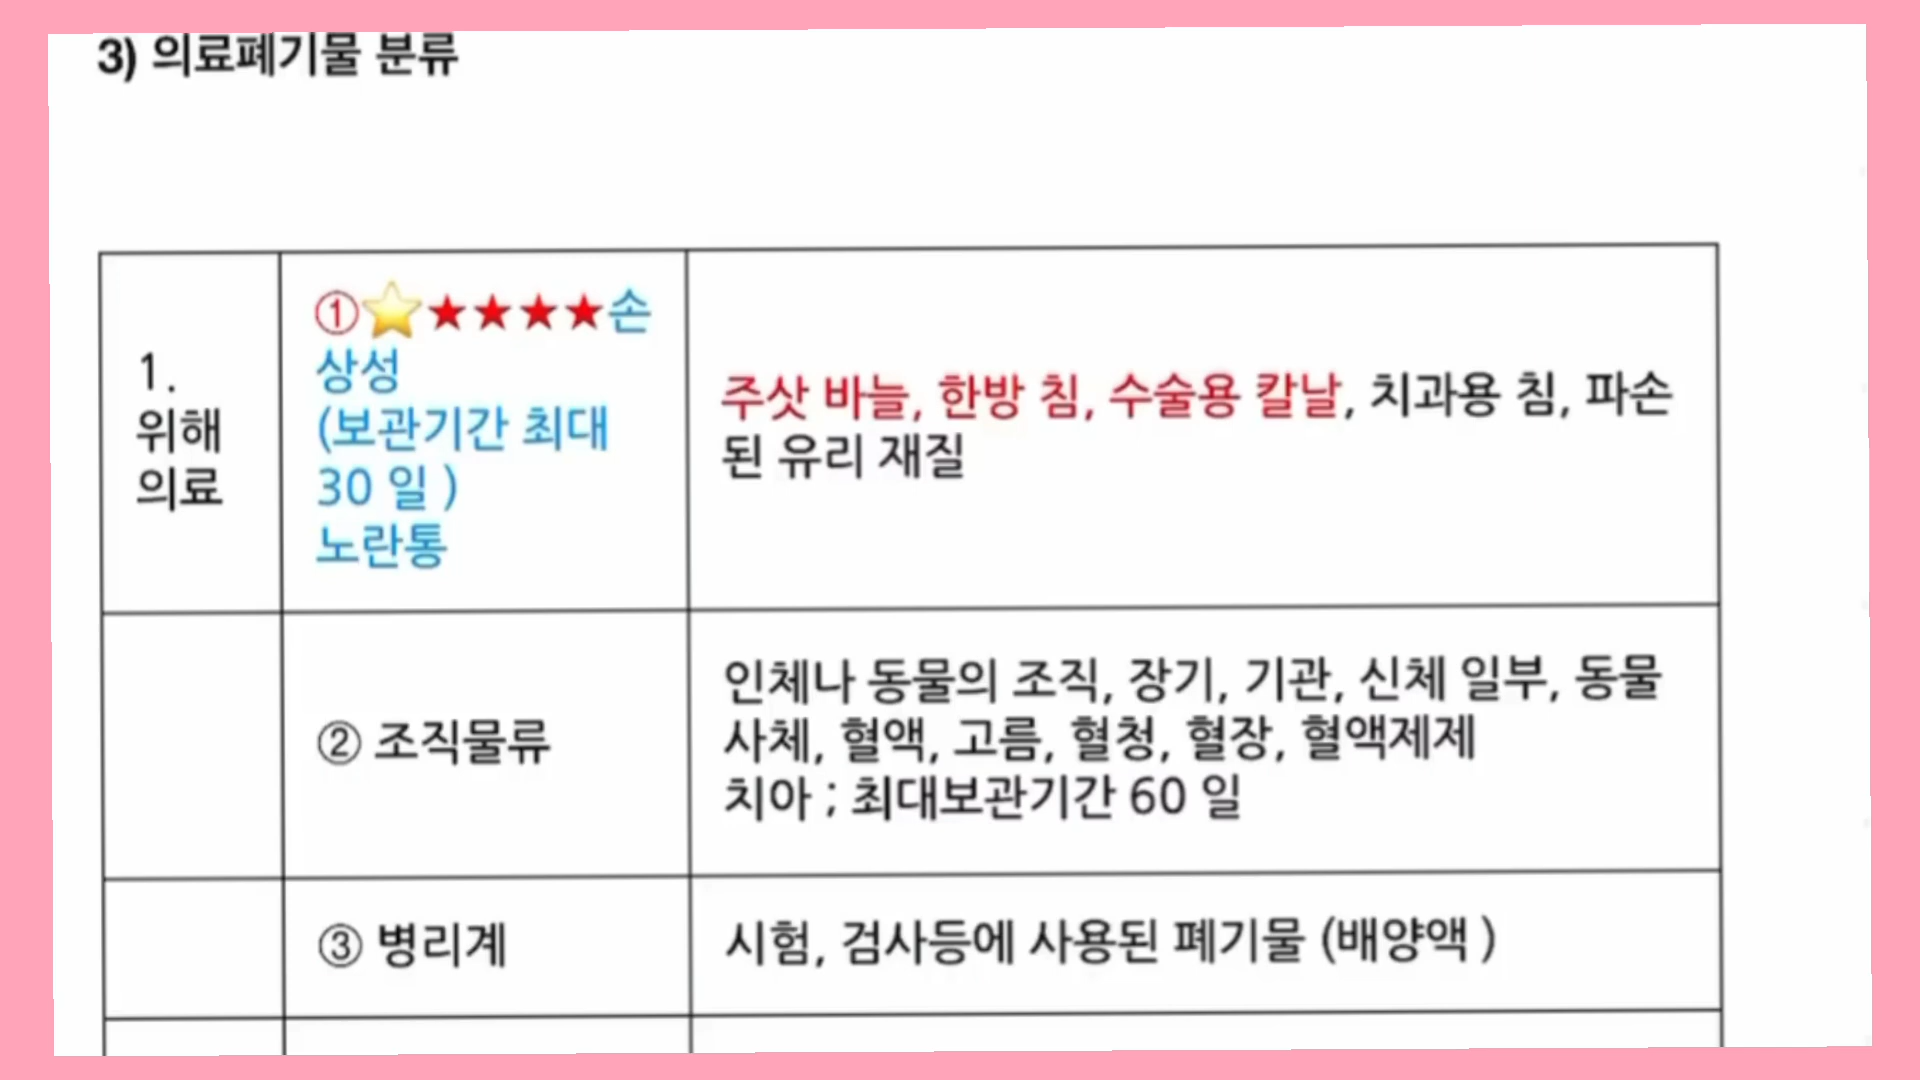 3) 의료폐기물 분류
1.
위해
의료
①⭐★★★★손
상성
(보관기간 최대
30 일 )
노란통
주삿 바늘, 한방 침, 수술용 칼날, 치과용 침, 파손
된 유리 재질
② 조직물류
인체나 동물의 조직, 장기, 기관, 신체 일부, 동물
사체, 혈액, 고름, 혈청, 혈장, 혈액제제
치아 ; 최대보관기간 60 일
③ 병리계
시험, 검사등에 사용된 폐기물 (배양액 )